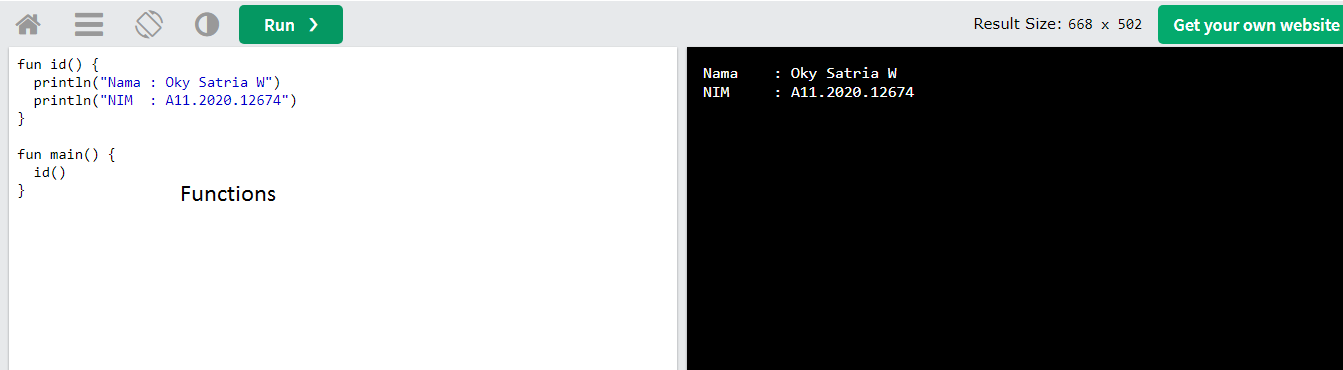 Run ❯
Result Size: 668 x 502
Get your own website
fun id() {
  println("Nama : Oky Satria W")
  println("NIM  : A11.2020.12674")
}

fun main() {
  id()
}
Functions
Nama    : Oky Satria W
NIM     : A11.2020.12674